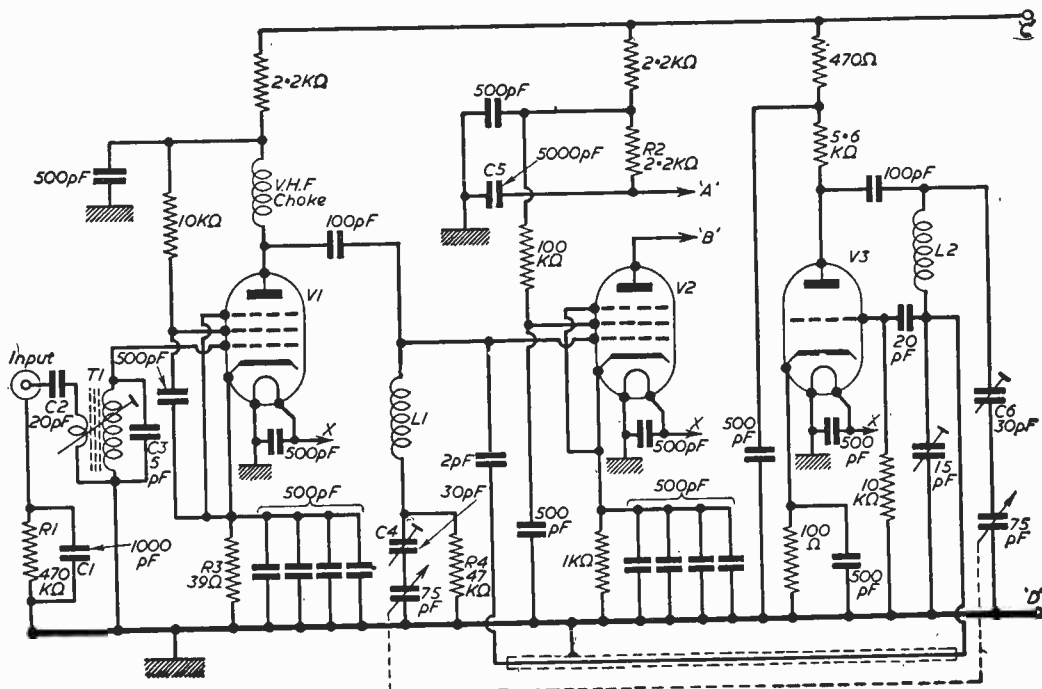 'C'
2·2KΩ
2·2KΩ
470Ω
500pF
5·6
KΩ
R2
2·2KΩ
5000pF
C5
500pF
V.H.F
Choke
10KΩ
100pF
100pF
'A'
'B'
100
KΩ
V1
V2
V3
L2
Input
500pF
T1
C2
20pF
C3
5
pF
20
pF
X
500pF
X
500pF
X
500
pF
L1
2pF
500
pF
C6
30pF
15
pF
500pF
30pF
C4
500
pF
500pF
10
KΩ
75
pF
R1
470
KΩ
1000
pF
C1
R3
39Ω
75
pF
R4
47
KΩ
1KΩ
100
Ω
500
pF
'D'